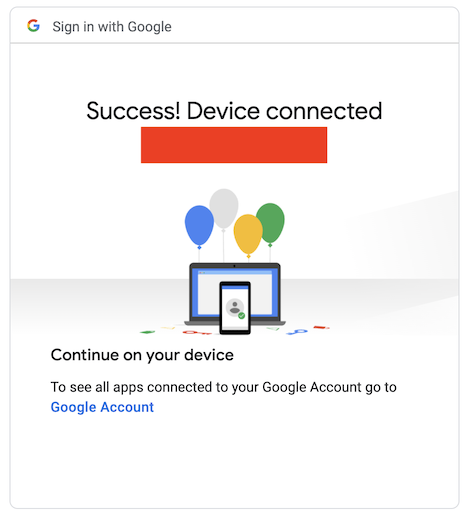 Sign in with Google
Success! Device connected
Continue on your device
To see all apps connected to your Google Account go to
Google Account